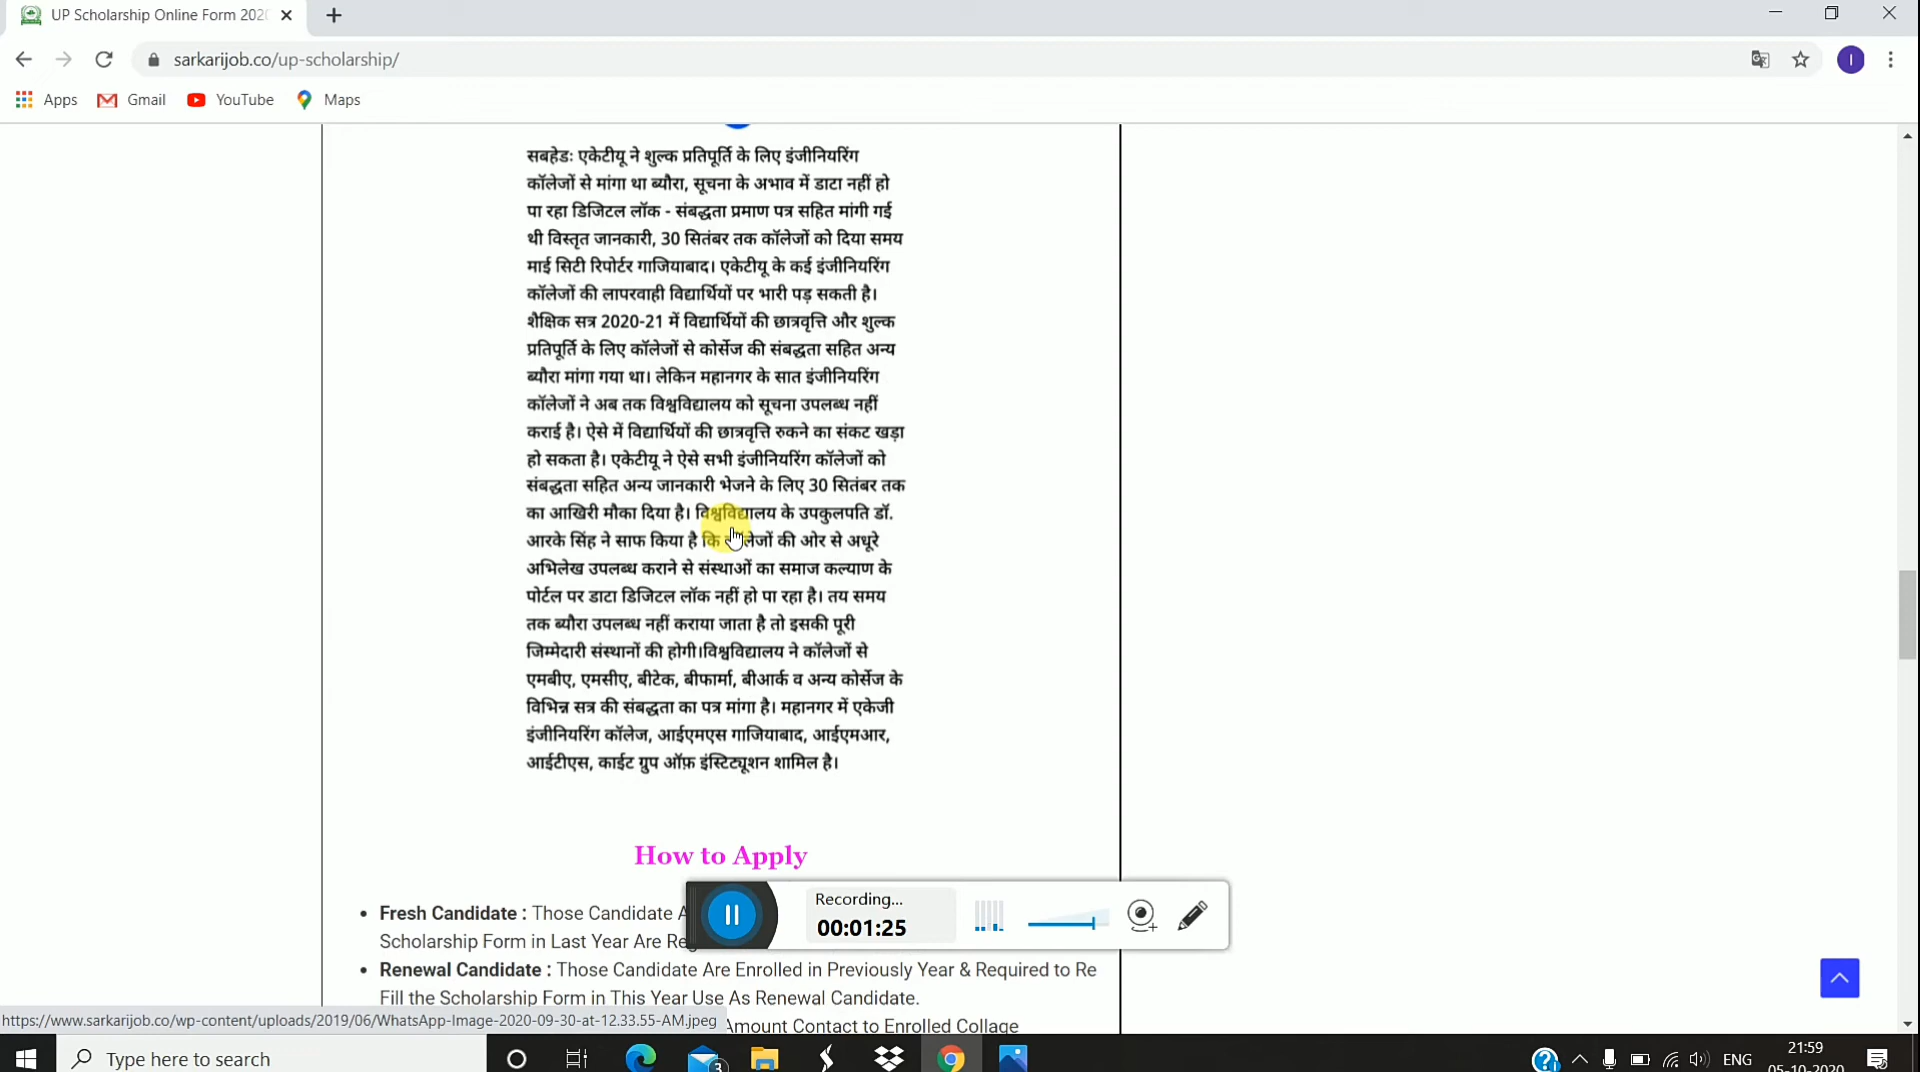 UP Scholarship Online Form 202
sarkarijob.co/up-scholarship/
Apps Gmail YouTube Maps
सबहेडः एकेटीयू ने शुल्क प्रतिपूर्ति के लिए इंजीनियरिंग
कॉलेजों से मांगा था ब्यौरा, सूचना के अभाव में डाटा नहीं हो
पा रहा डिजिटल लॉक - संबद्धता प्रमाण पत्र सहित मांगी गई
थी विस्तृत जानकारी, 30 सितंबर तक कॉलेजों को दिया समय
माई सिटी रिपोर्टर गाजियाबाद। एकेटीयू के कई इंजीनियरिंग
कॉलेजों की लापरवाही विद्यार्थियों पर भारी पड़ सकती है।
शैक्षिक सत्र 2020-21 में विद्यार्थियों की छात्रवृत्ति और शुल्क
प्रतिपूर्ति के लिए कॉलेजों से कोर्सेज की संबद्धता सहित अन्य
ब्यौरा मांगा गया था। लेकिन महानगर के सात इंजीनियरिंग
कॉलेजों ने अब तक विश्वविद्यालय को सूचना उपलब्ध नहीं
कराई है। ऐसे में विद्यार्थियों की छात्रवृत्ति रुकने का संकट खड़ा
हो सकता है। एकेटीयू ने ऐसे सभी इंजीनियरिंग कॉलेजों को
संबद्धता सहित अन्य जानकारी भेजने के लिए 30 सितंबर तक
का आखिरी मौका दिया है। विश्वविद्यालय के उपकुलपति डॉ.
आरके सिंह ने साफ किया है कि कॉलेजों की ओर से अधूरे
अभिलेख उपलब्ध कराने से संस्थाओं का समाज कल्याण के
पोर्टल पर डाटा डिजिटल लॉक नहीं हो पा रहा है। तय समय
तक ब्यौरा उपलब्ध नहीं कराया जाता है तो इसकी पूरी
जिम्मेदारी संस्थानों की होगी।विश्वविद्यालय ने कॉलेजों से
एमबीए, एमसीए, बीटेक, बीफार्मा, बीआर्क व अन्य कोर्सेज के
विभिन्न सत्र की संबद्धता का पत्र मांगा है। महानगर में एकेजी
इंजीनियरिंग कॉलेज, आईएमएस गाजियाबाद, आईएमआर,
आईटीएस, काईट ग्रुप ऑफ़ इंस्टिट्यूशन शामिल है।
How to Apply
Fresh Candidate : Those Candidate A
Scholarship Form in Last Year Are Reg
Recording...
00:01:25
Renewal Candidate : Those Candidate Are Enrolled in Previously Year & Required to Re
Fill the Scholarship Form in This Year Use As Renewal Candidate.
https://www.sarkarijob.co/wp-content/uploads/2019/06/WhatsApp-Image-2020-09-30-at-12.33.55-AM.jpeg
Amount Contact to Enrolled Collage
Type here to search
3
ENG
21:59
05-10-2020